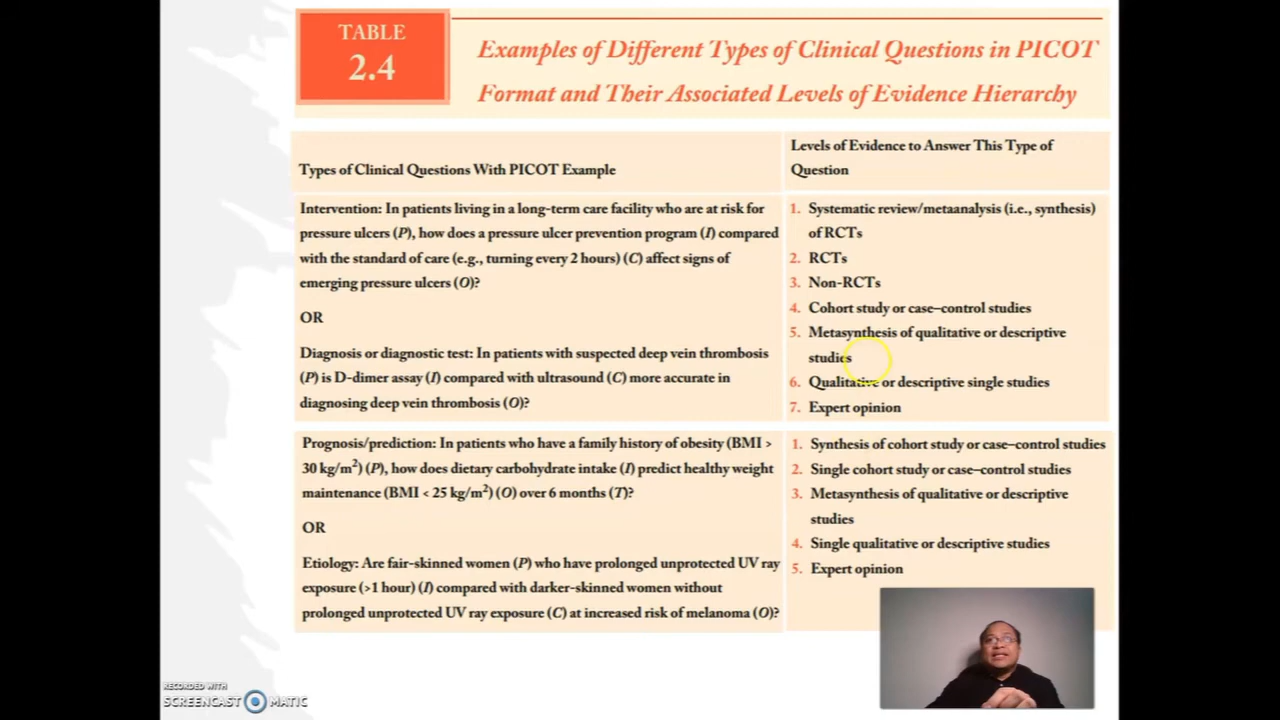 TABLE
2.4
Examples of Different Types of Clinical Questions in PICOT
Format and Their Associated Levels of Evidence Hierarchy
Types of Clinical Questions With PICOT Example
Levels of Evidence to Answer This Type of
Question
Intervention: In patients living in a long-term care facility who are at risk for
pressure ulcers (P), how does a pressure ulcer prevention program (I) compared
with the standard of care (e.g., turning every 2 hours) (C) affect signs of
emerging pressure ulcers (O)?
OR
Diagnosis or diagnostic test: In patients with suspected deep vein thrombosis
(P) is D-dimer assay (I) compared with ultrasound (C) more accurate in
diagnosing deep vein thrombosis (O)?
1. Systematic review/metaanalysis (i.e., synthesis)
of RCTs
2. RCTs
3. Non-RCTs
4. Cohort study or case–control studies
5. Metasynthesis of qualitative or descriptive
studies
6. Qualitative or descriptive single studies
7. Expert opinion
Prognosis/prediction: In patients who have a family history of obesity (BMI >
30 kg/m²) (P), how does dietary carbohydrate intake (I) predict healthy weight
maintenance (BMI < 25 kg/m²) (O) over 6 months (T)?
OR
Etiology: Are fair-skinned women (P) who have prolonged unprotected UV ray
exposure (>1 hour) (I) compared with darker-skinned women without
prolonged unprotected UV ray exposure (C) at increased risk of melanoma (O)?
1. Synthesis of cohort study or case–control studies
2. Single cohort study or case–control studies
3. Metasynthesis of qualitative or descriptive
studies
4. Single qualitative or descriptive studies
5. Expert opinion
RECORDED WITH
SCREENCAST MATIC